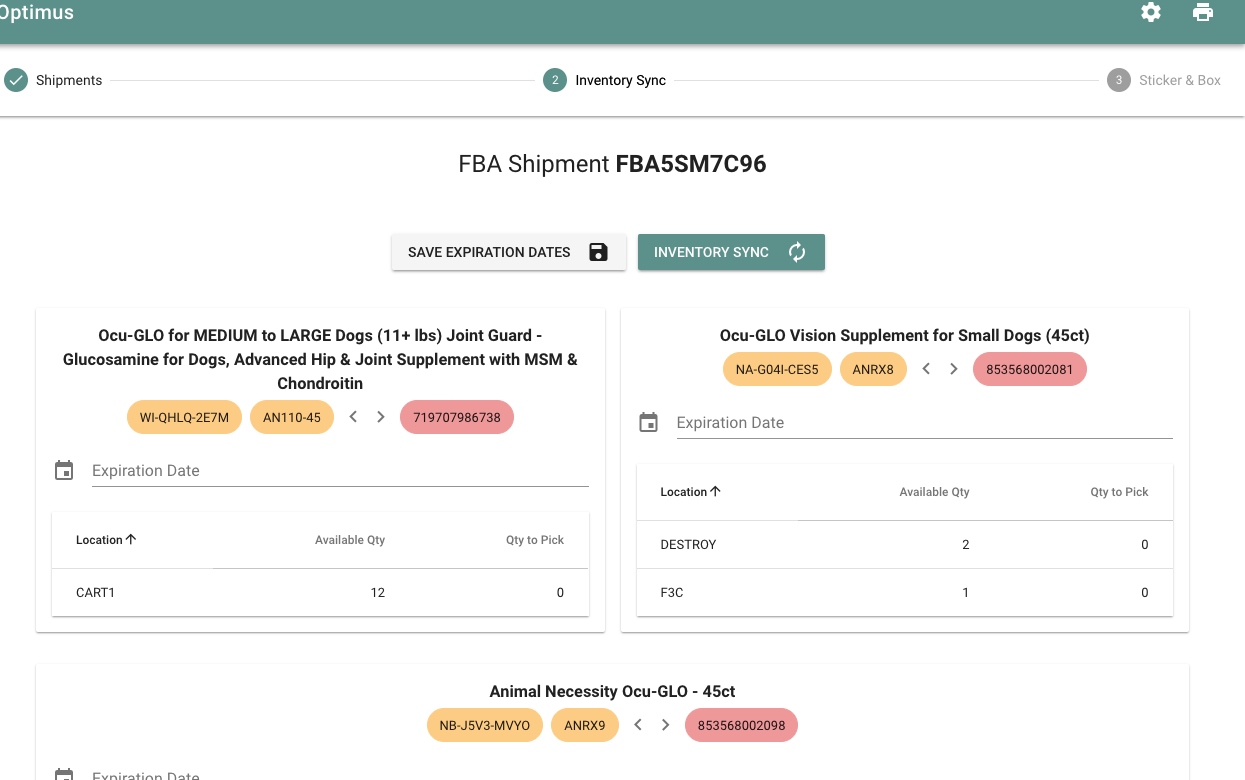 Optimus
Shipments
2 Inventory Sync
3 Sticker & Box
FBA Shipment FBA5SM7C96
SAVE EXPIRATION DATES
INVENTORY SYNC
Ocu-GLO for MEDIUM to LARGE Dogs (11+ lbs) Joint Guard -
Glucosamine for Dogs, Advanced Hip & Joint Supplement with MSM &
Chondroitin
WI-QHLQ-2E7M AN110-45 719707986738
Expiration Date
Location Available Qty Qty to Pick
CART1 12 0
Ocu-GLO Vision Supplement for Small Dogs (45ct)
NA-G04I-CES5 ANRX8 853568002081
Expiration Date
Location Available Qty Qty to Pick
DESTROY 2 0
F3C 1 0
Animal Necessity Ocu-GLO - 45ct
NB-J5V3-MVYO ANRX9 853568002098
Expiration Date